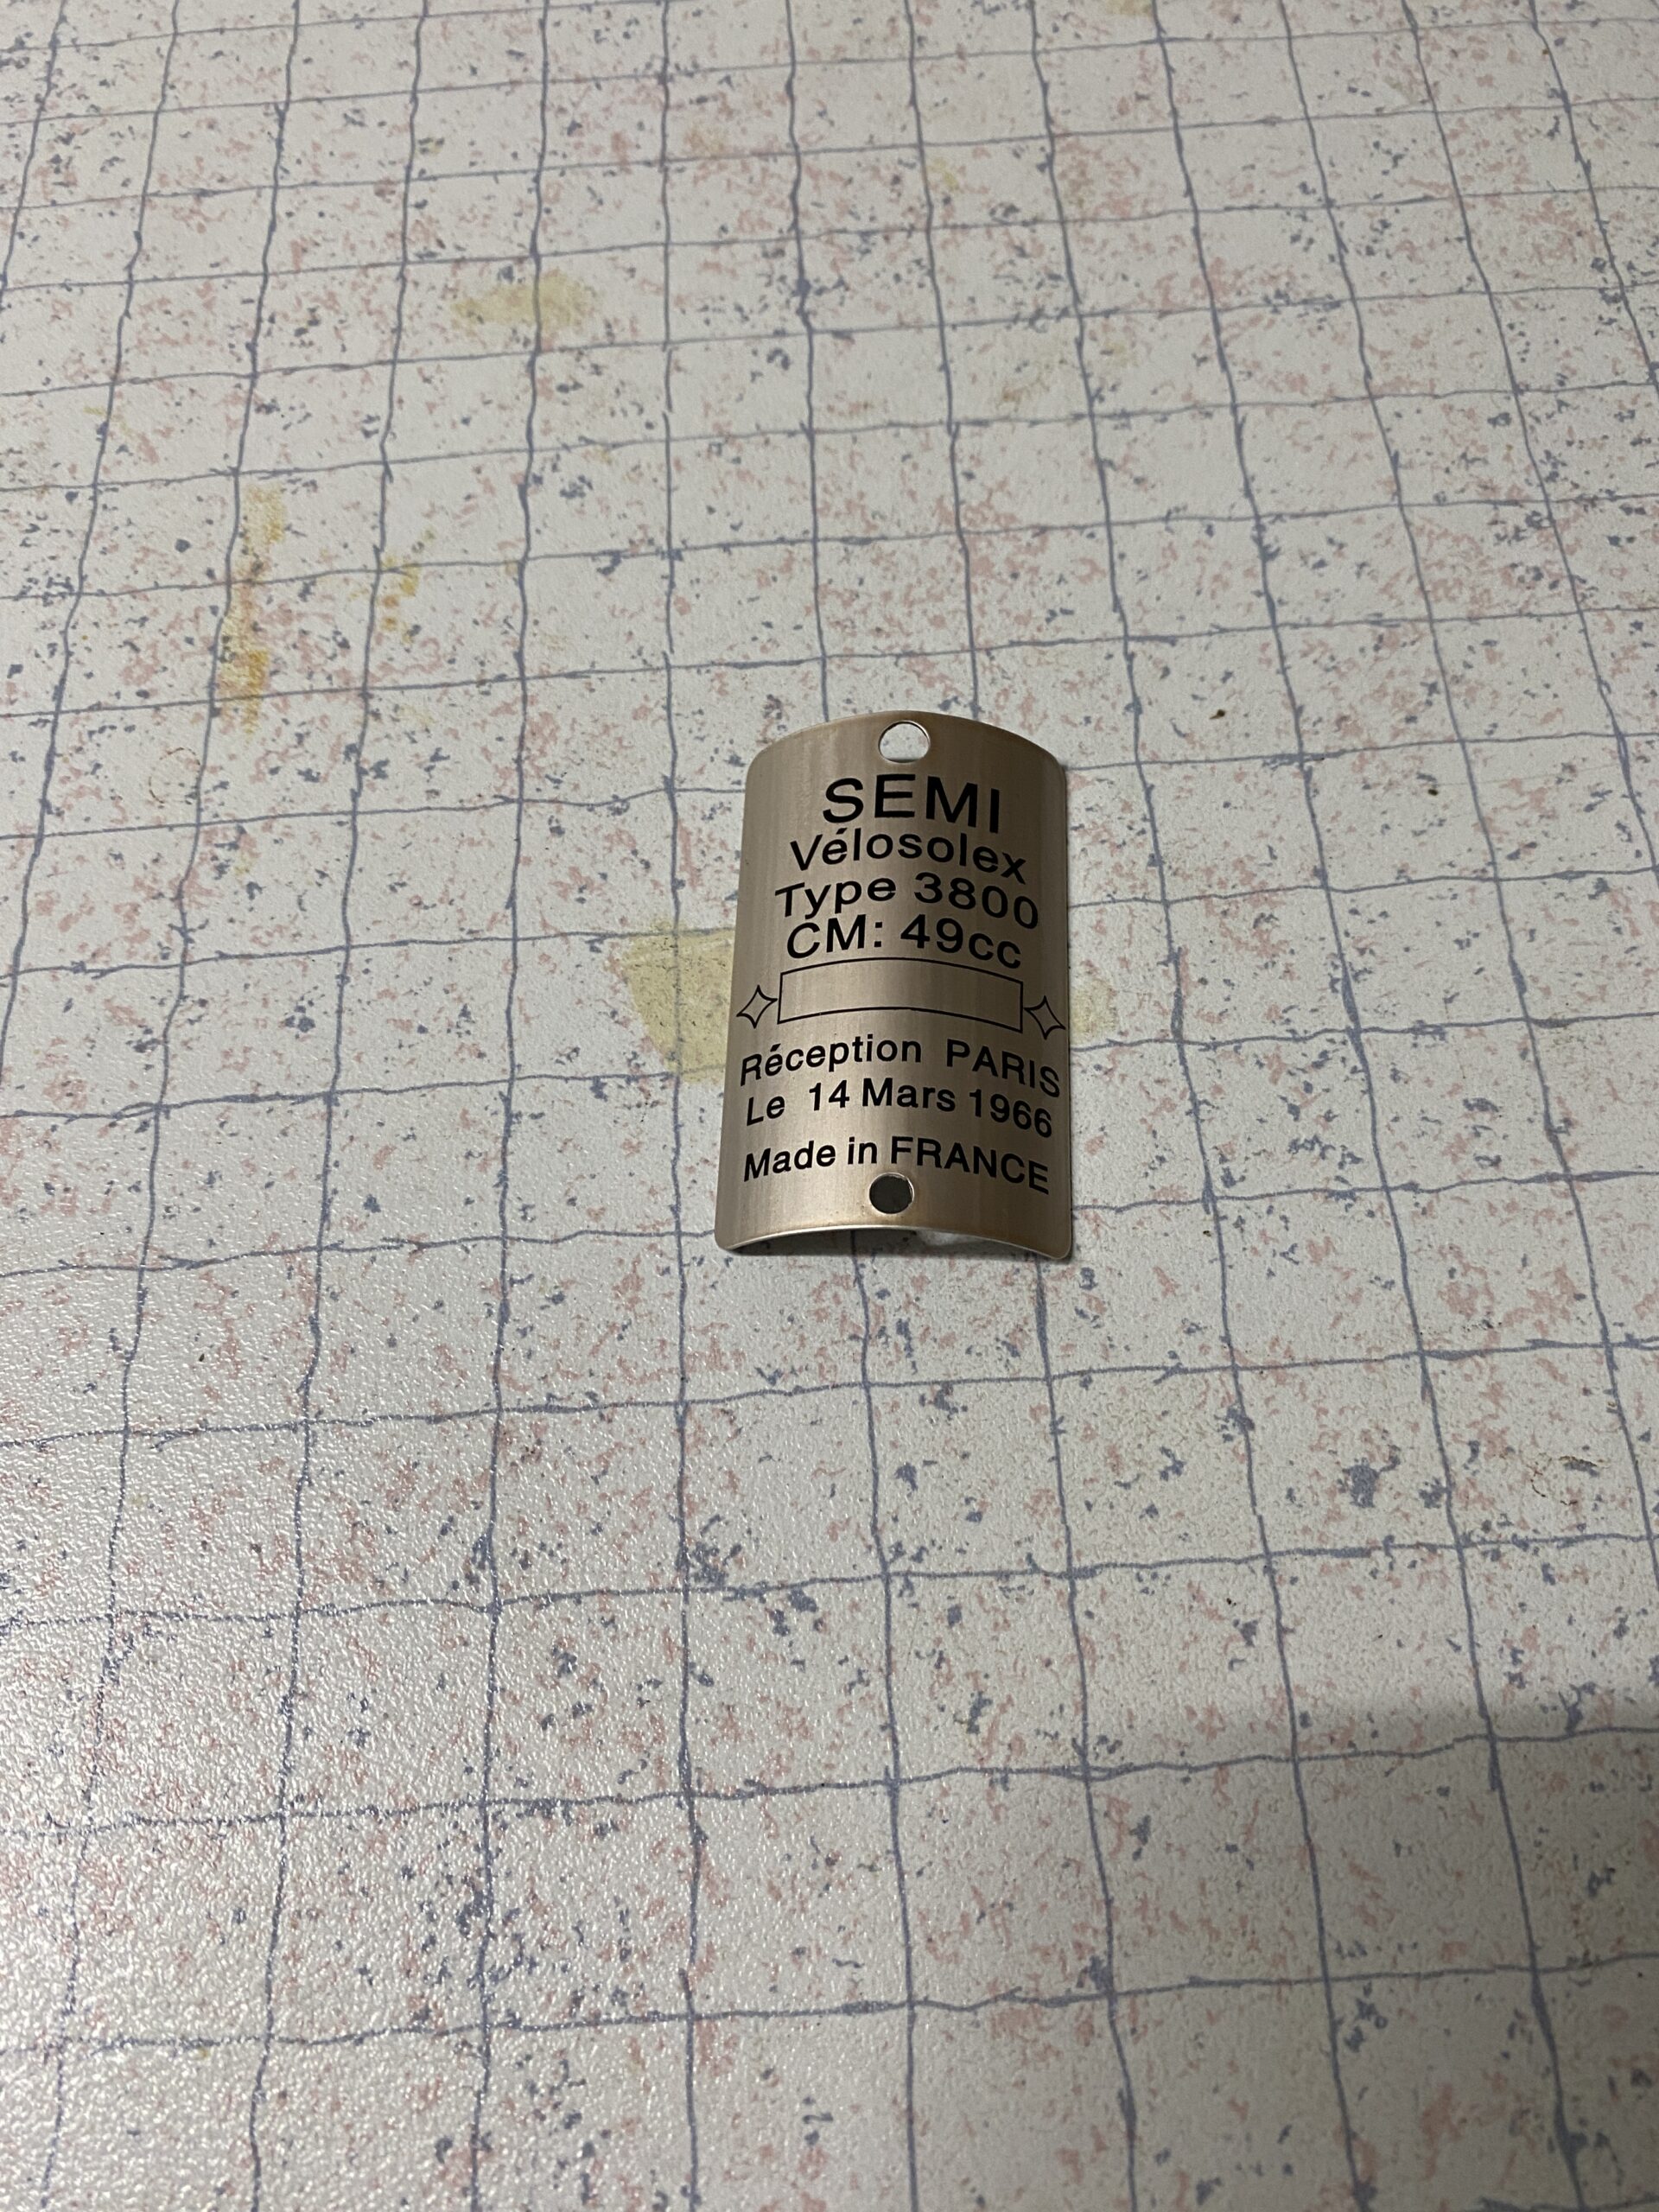 SEMI
Vélosolex
Type 3800
CM: 49cc
Réception PARIS
Le 14 Mars 1966
Made in FRANCE